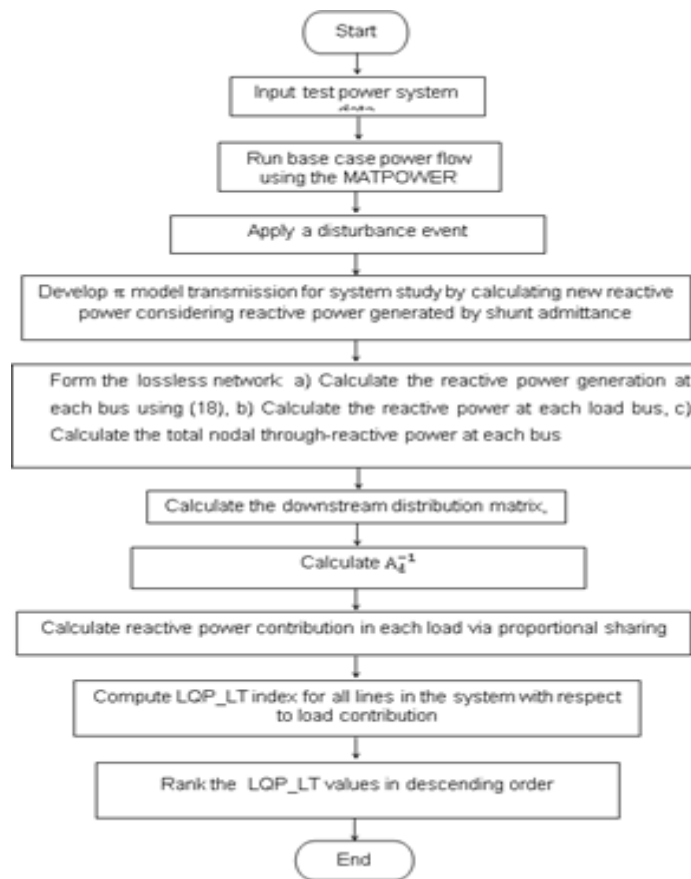 Start
Input test power system
data
Run base case power flow
using the MATPOWER
Apply a disturbance event
Develop π model transmission for system study by calculating new reactive
power considering reactive power generated by shunt admittance
Form the lossless network: a) Calculate the reactive power generation at
each bus using (18), b) Calculate the reactive power at each load bus, c)
Calculate the total nodal through-reactive power at each bus
Calculate the downstream distribution matrix,
Calculate A_d^{-1}
Calculate reactive power contribution in each load via proportional sharing
Compute LQP_LT index for all lines in the system with respect
to load contribution
Rank the LQP_LT values in descending order
End